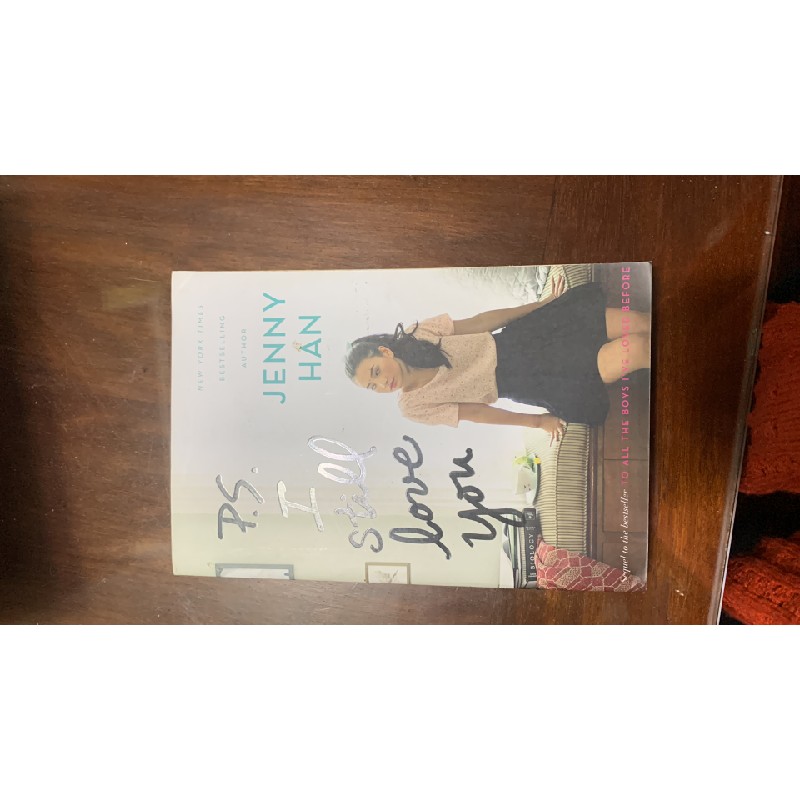 NEW YORK TIMES
BESTSELLING
AUTHOR
JENNY
HAN
P.S.
I
still
love
you
BIOLOGY
Sequel to the bestseller TO ALL THE BOYS I'VE LOVED BEFORE